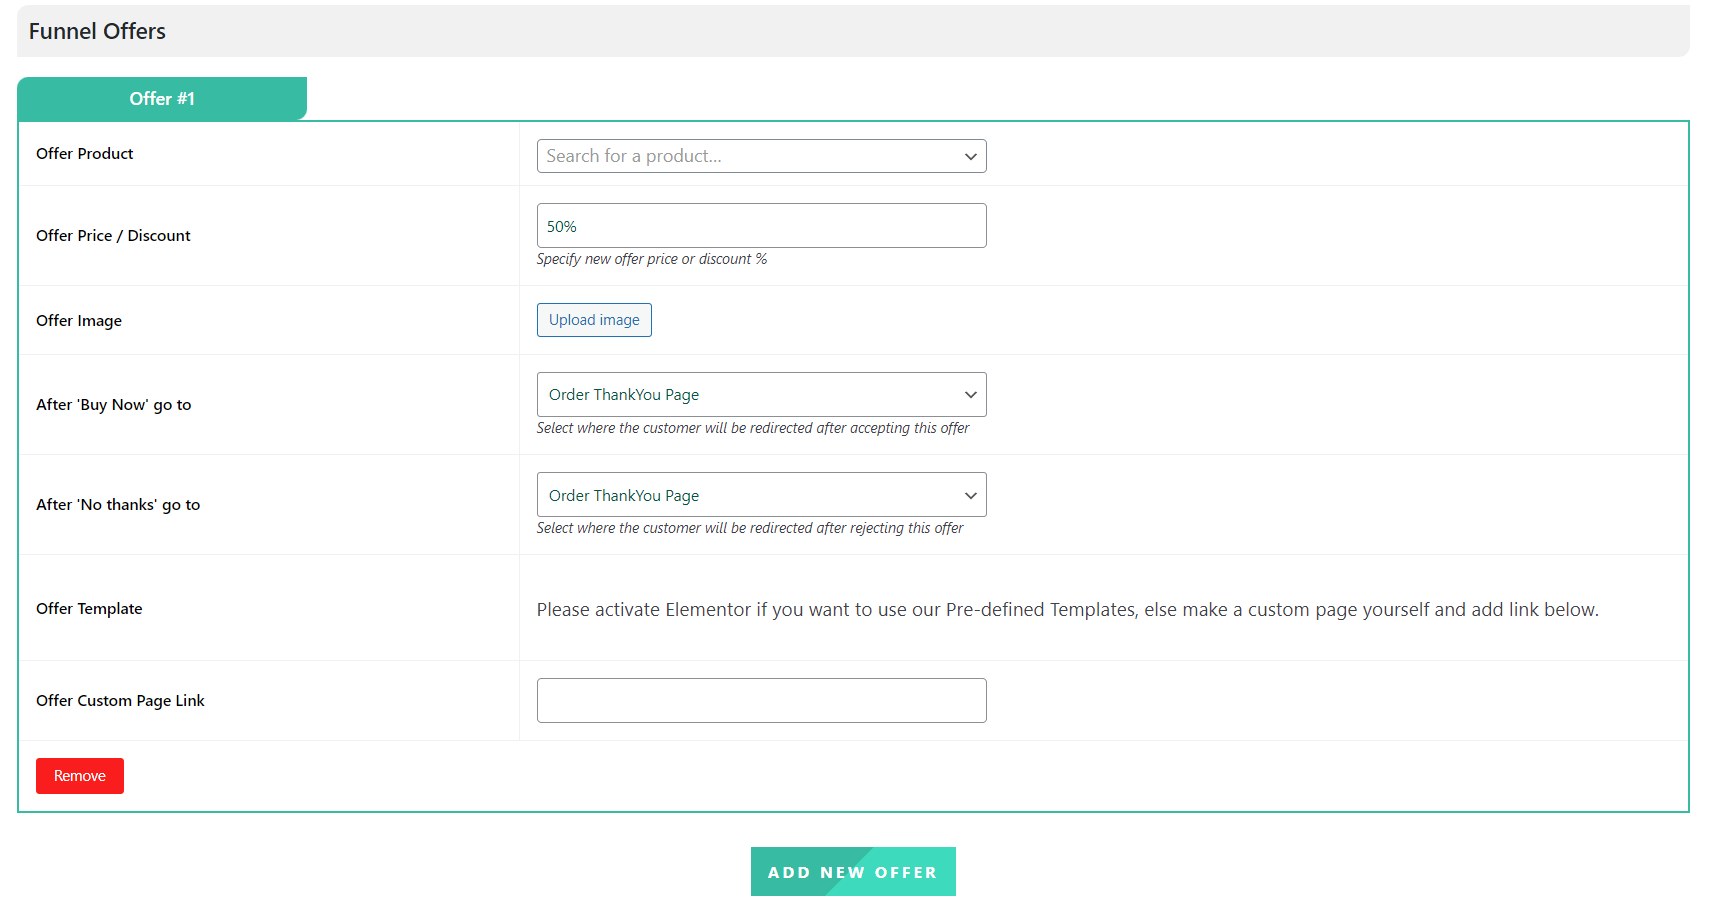 Funnel Offers
Offer #1
Offer Product
Search for a product...
Offer Price / Discount
50%
Specify new offer price or discount %
Offer Image
Upload image
After 'Buy Now' go to
Order ThankYou Page
Select where the customer will be redirected after accepting this offer
After 'No thanks' go to
Order ThankYou Page
Select where the customer will be redirected after rejecting this offer
Offer Template
Please activate Elementor if you want to use our Pre-defined Templates, else make a custom page yourself and add link below.
Offer Custom Page Link
Remove
ADD NEW OFFER